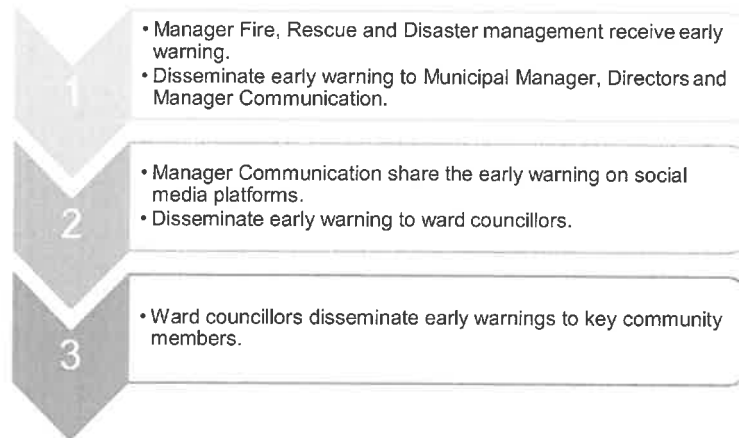 1
• Manager Fire, Rescue and Disaster management receive early
warning.
• Disseminate early warning to Municipal Manager, Directors and
Manager Communication.
2
• Manager Communication share the early warning on social
media platforms.
• Disseminate early warning to ward councillors.
3
• Ward councillors disseminate early warnings to key community
members.